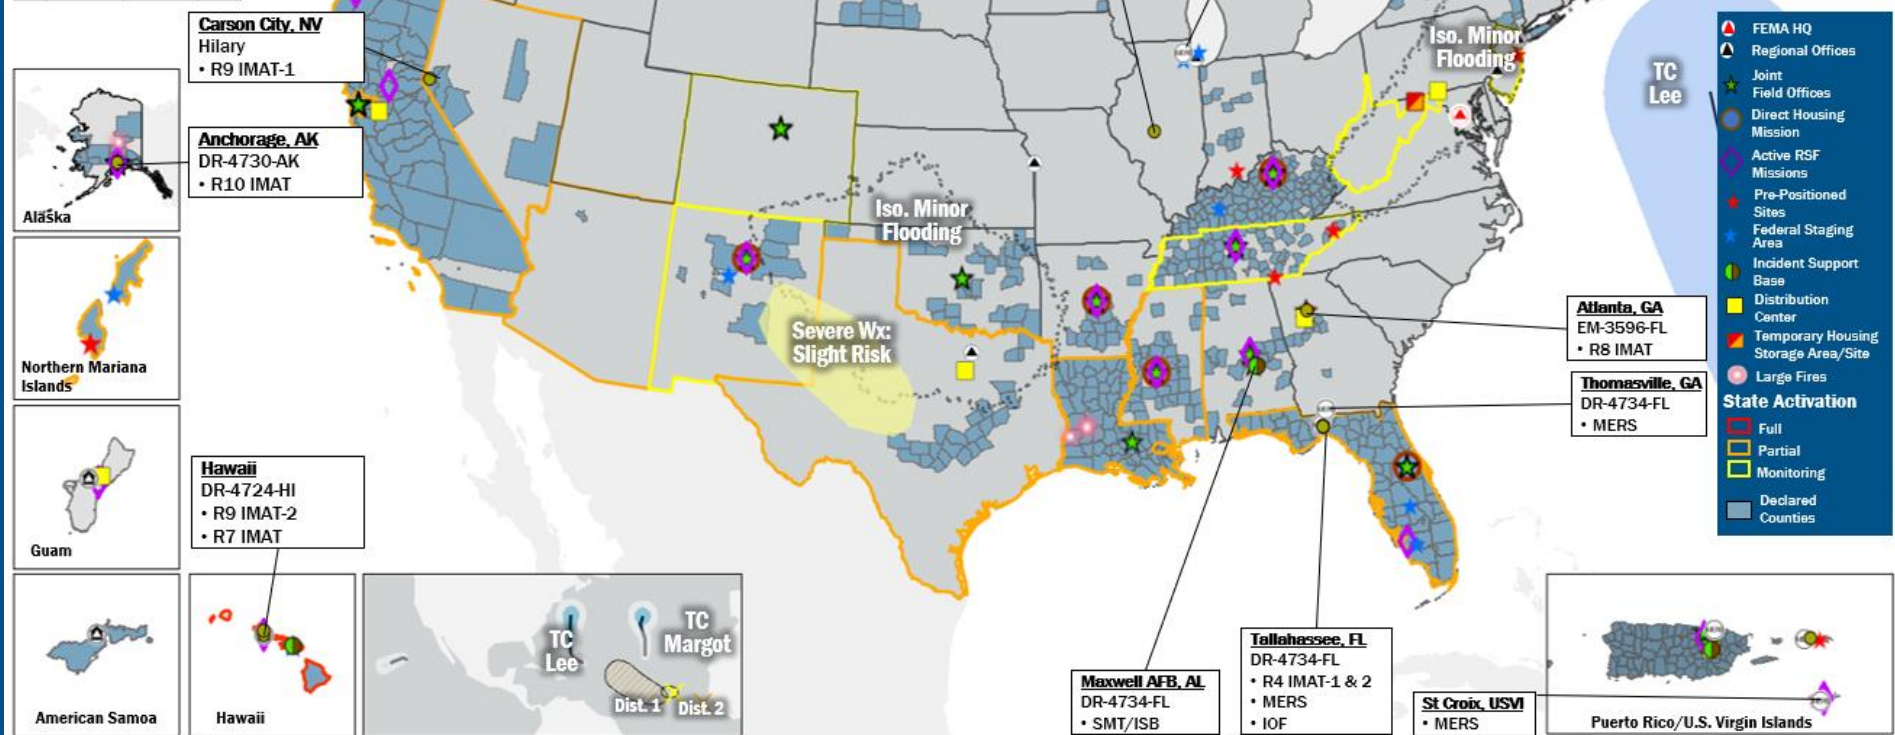 Carson City, NV
Hilary
• R9 IMAT-1
Anchorage, AK
DR-4730-AK
• R10 IMAT
Alaska
Northern Mariana
Islands
Guam
American Samoa
Hawaii
DR-4724-HI
• R9 IMAT-2
• R7 IMAT
Hawaii
Iso. Minor
Flooding
Severe Wx:
Slight Risk
Iso. Minor
Flooding
TC
Lee
TC
Lee
TC
Margot
Dist. 1
Dist. 2
Atlanta, GA
EM-3596-FL
• R8 IMAT
Thomasville, GA
DR-4734-FL
• MERS
Maxwell AFB, AL
DR-4734-FL
• SMT/ISB
Tallahassee, FL
DR-4734-FL
• R4 IMAT-1 & 2
• MERS
• IOF
St Croix, USVI
• MERS
Puerto Rico/U.S. Virgin Islands
FEMA HQ
Regional Offices
Joint
Field Offices
Direct Housing
Mission
Active RSF
Missions
Pre-Positioned
Sites
Federal Staging
Area
Incident Support
Base
Distribution
Center
Temporary Housing
Storage Area/Site
Large Fires
State Activation
Full
Partial
Monitoring
Declared
Counties